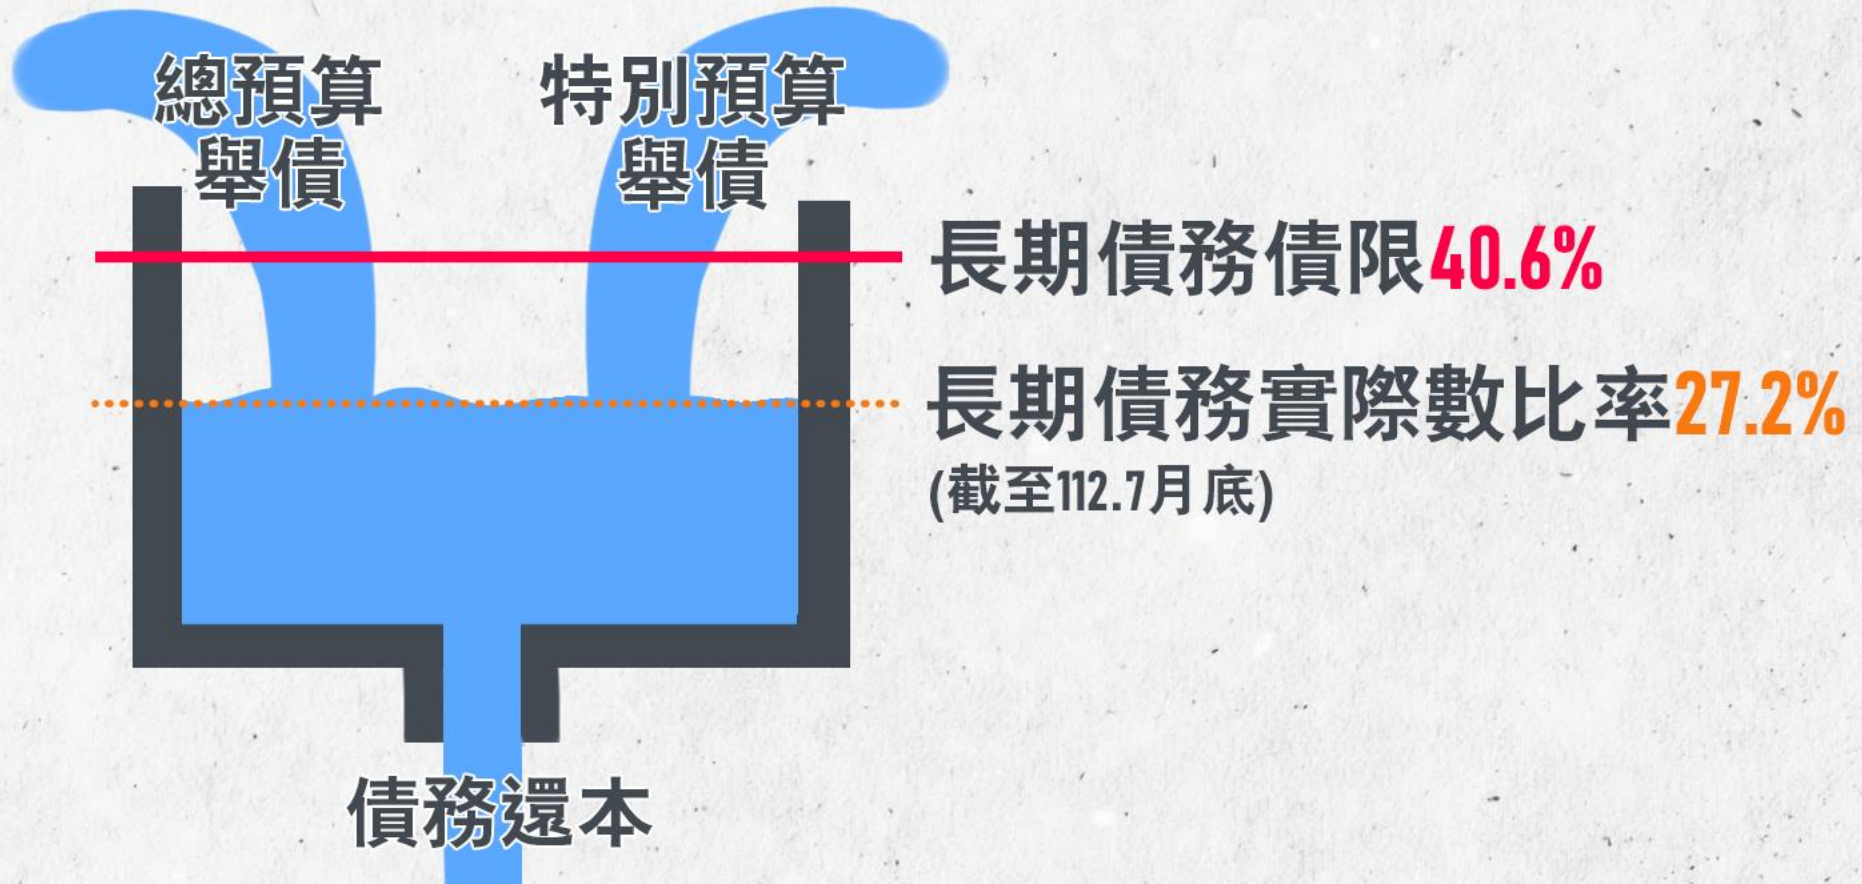 總預算
舉債
特別預算
舉債
長期債務債限40.6%
長期債務實際數比率27.2%
(截至112.7月底)
債務還本